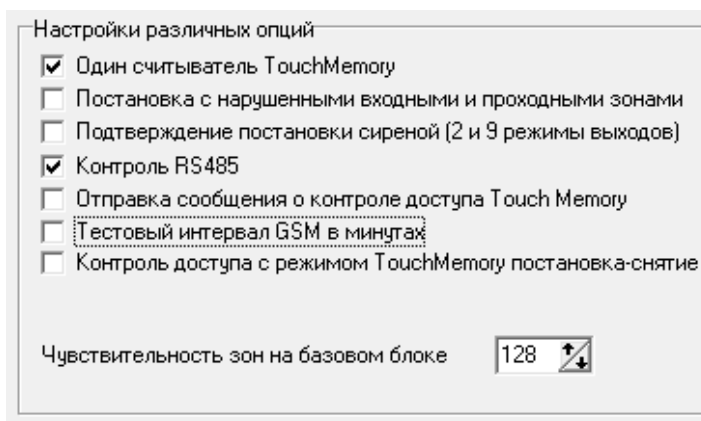 Настройки различных опций
Один считыватель TouchMemory
Постановка с нарушенными входными и проходными зонами
Подтверждение постановки сиреной (2 и 9 режимы выходов)
Контроль RS485
Отправка сообщения о контроле доступа Touch Memory
Тестовый интервал GSM в минутах
Контроль доступа с режимом TouchMemory постановка-снятие
Чувствительность зон на базовом блоке 128